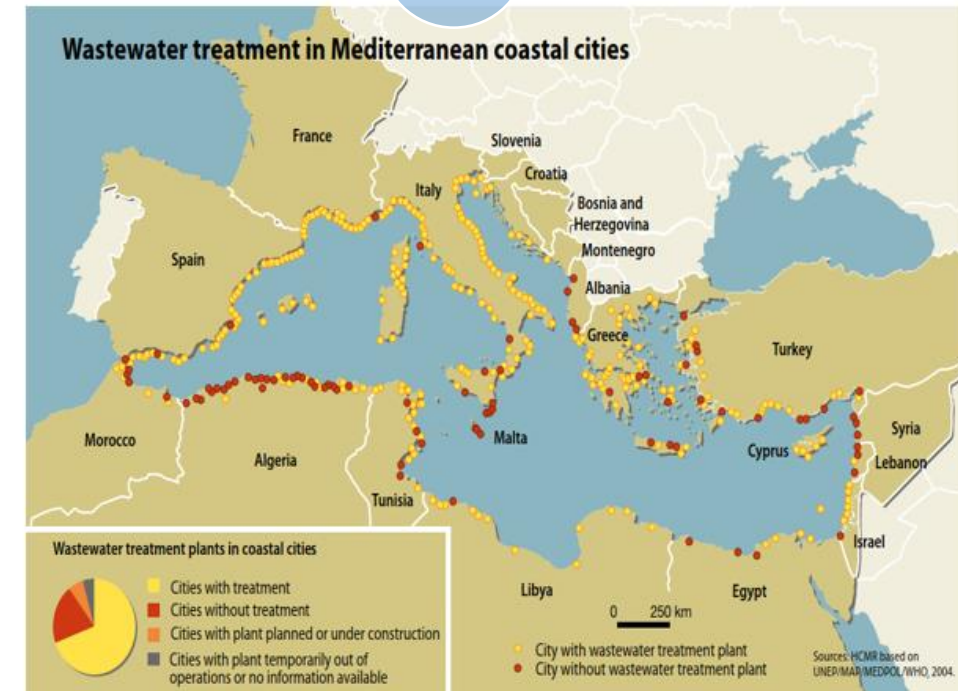 Wastewater treatment in Mediterranean coastal cities
France
Slovenia
Croatia
Italy
Bosnia and
Herzegovina
Montenegro
Spain
Albania
Greece
Turkey
Morocco
Malta
Cyprus
Syria
Algeria
Lebanon
Tunisia
Israel
Libya
Egypt
Wastewater treatment plants in coastal cities
Cities with treatment
Cities without treatment
Cities with plant planned or under construction
Cities with plant temporarily out of
operations or no information available
0 250 km
City with wastewater treatment plant
City without wastewater treatment plant
Sources: HCMR based on
UNEP/MAP/MEDPOL/WHO, 2004.